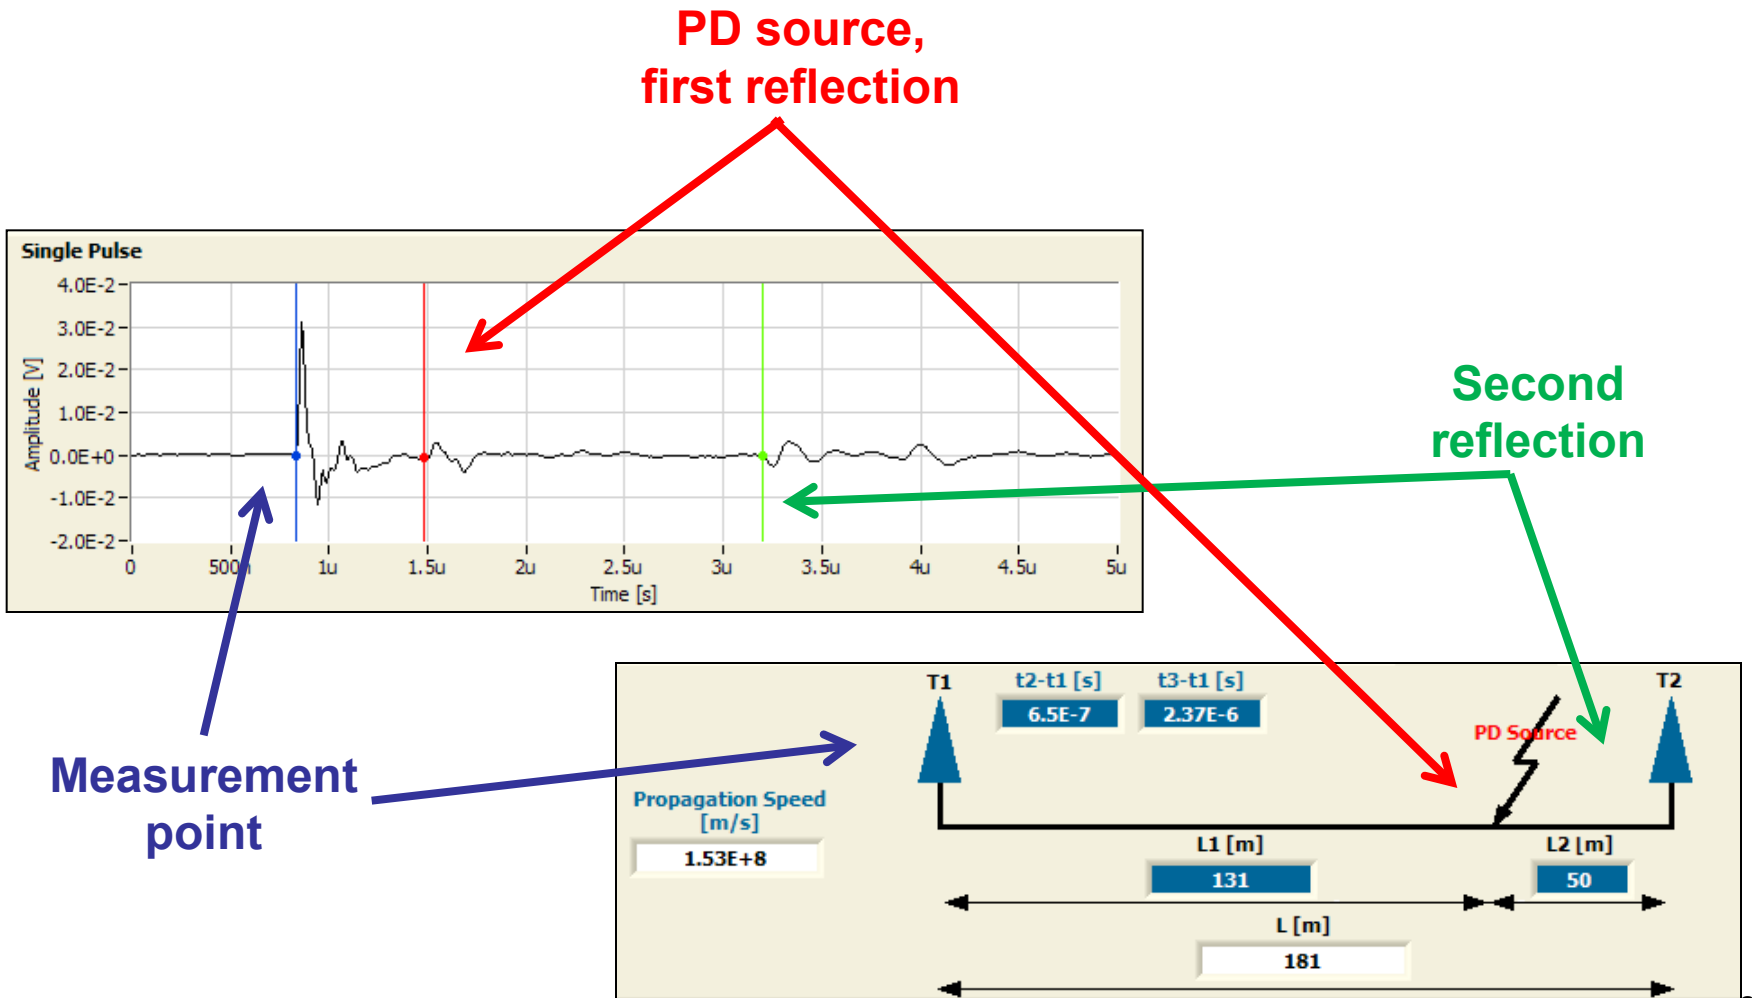 PD source,
first reflection
Single Pulse
4.0E-2
3.0E-2
2.0E-2
1.0E-2
0.0E+0
-1.0E-2
-2.0E-2
Amplitude [V]
0 500n 1u 1.5u 2u 2.5u 3u 3.5u 4u 4.5u 5u
Time [s]
Second
reflection
Measurement
point
T1 t2-t1 [s] t3-t1 [s] T2
6.5E-7 2.37E-6
PD Source
Propagation Speed
[m/s]
1.53E+8
L1 [m] L2 [m]
131 50
L [m]
181